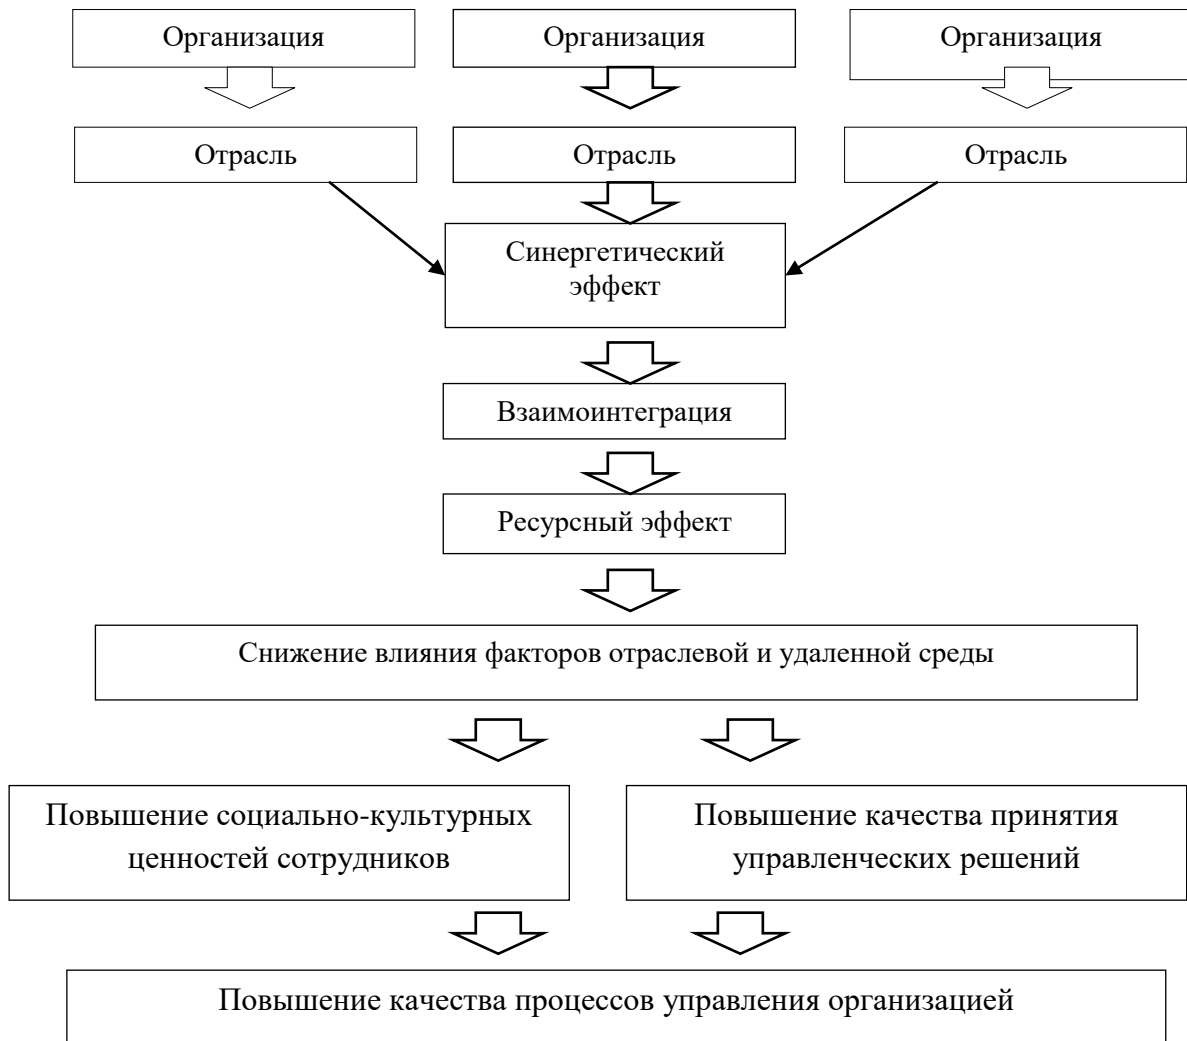 Организация
Организация
Организация
Отрасль
Отрасль
Отрасль
Синергетический
эффект
Взаимоинтеграция
Ресурсный эффект
Снижение влияния факторов отраслевой и удаленной среды
Повышение социально-культурных
ценностей сотрудников
Повышение качества принятия
управленческих решений
Повышение качества процессов управления организацией